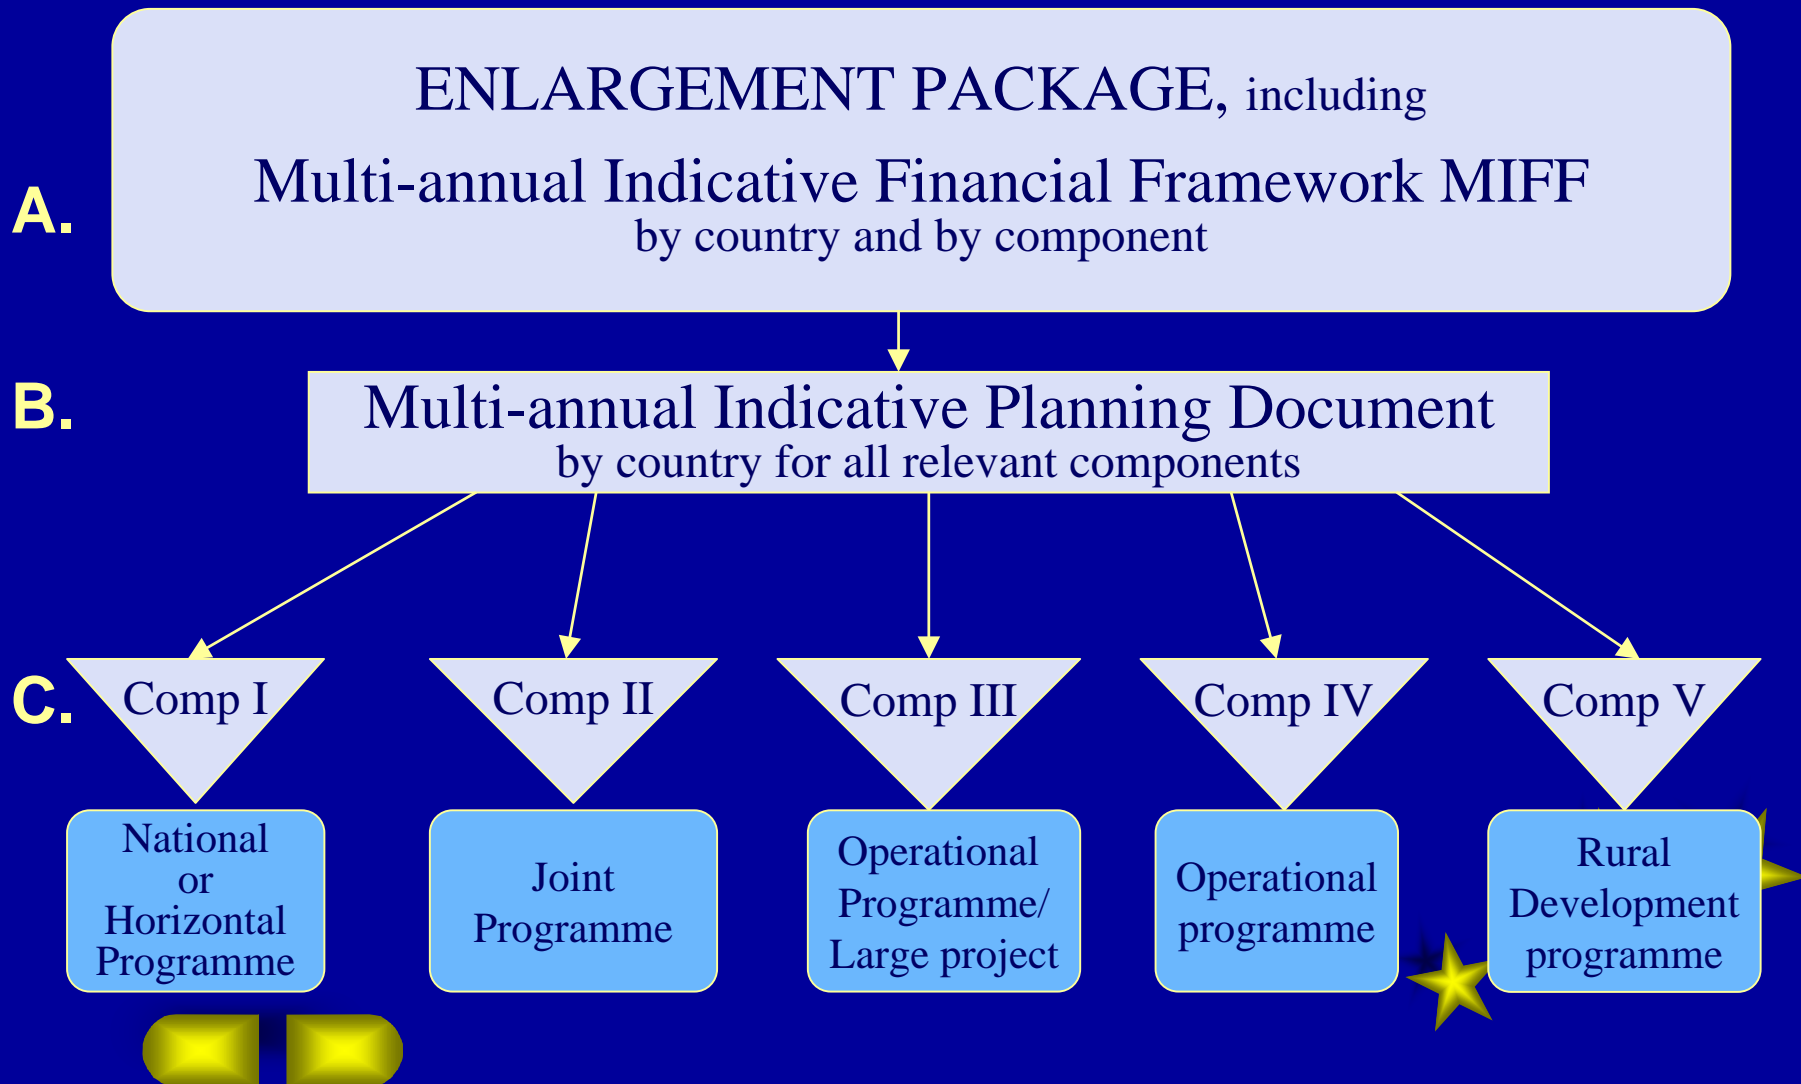 ENLARGEMENT PACKAGE, including
Multi-annual Indicative Financial Framework MIFF
by country and by component
A.
B.
Multi-annual Indicative Planning Document
by country for all relevant components
C.
Comp I
Comp II
Comp III
Comp IV
Comp V
National
or
Horizontal
Programme
Joint
Programme
Operational
Programme/
Large project
Operational
programme
Rural
Development
programme